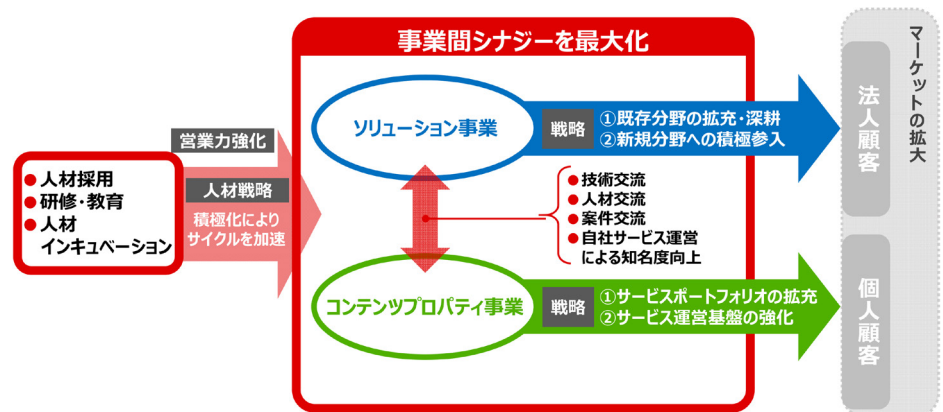 事業間シナジーを最大化
営業力強化
人材戦略
積極化により
サイクルを加速
●人材採用
●研修・教育
●人材
インキュベーション
ソリューション事業
戦略
①既存分野の拡充・深耕
②新規分野への積極参入
●技術交流
●人材交流
●案件交流
●自社サービス運営
による知名度向上
コンテンツプロパティ事業
戦略
①サービスポートフォリオの拡充
②サービス運営基盤の強化
法人顧客
個人顧客
マーケットの拡大